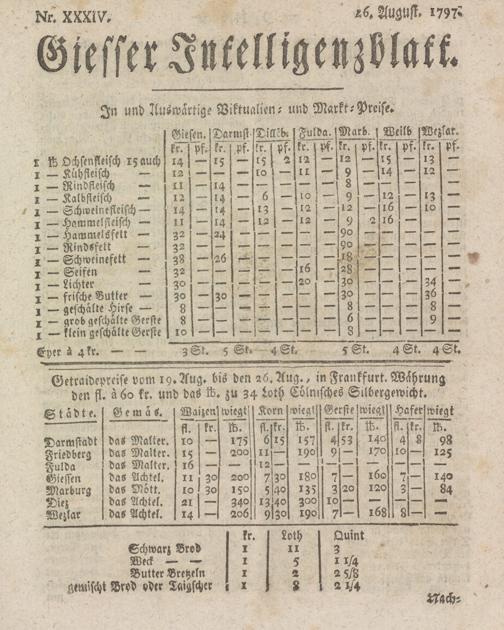 Nr. XXXIV. 26. August. 1797.
Giesser Intelligenzblatt.
In und Auswärtige Viktualien- und Markt-Preise.
Giesen. Darmst. Dillb. Fulda. Marb. Weilb Wezlar.
kr. pf. kr. pf. kr. pf. kr. pf. kr. pf. kr. pf. kr. pf.
1 ℔ Ochsenfleisch 15 auch 14 — 15 — 15 2 12 — 12 — 15 — 13 —
1 — Kühfleisch — 12 — — — 10 — 11 — 9 — 14 — 12 —
1 — Rindfleisch — 11 — 14 — — — — — 8 — — — — —
1 — Kalbfleisch — 12 — 14 — 6 — 10 — 9 — 12 — 13 —
1 — Schweinefleisch — 14 — 14 — 13 — 12 — 12 — 16 — 10 —
1 — Hammelfleisch — 11 — 14 — 12 — 12 — 9 2 16 — — —
1 — Hammelsfett — 32 — 24 — — — — — 90 — — — — —
1 — Rindsfett — 32 — — — — — — — 90 — — — — —
1 — Schweinefett — 38 — 26 — — — — — 18 — — — — —
1 — Seifen — 32 — — — — — 16 — 28 — — — — —
1 — Lichter — 30 — — — — — 20 — 30 — — — 34 —
1 — frische Butter — 30 — 30 — — — — — 30 — — — 36 —
1 — geschälte Hirse — 8 — — — — — — — 8 — — — 6 —
1 — grob geschälte Gerste 8 — — — — — — — 6 — — — 9 —
1 — klein geschälte Gerste 10 — — — — — — — 8 — — — — —
Eyer à 4 kr. — — 3 St. 5 St. 4 St. 5 St. 4 St. 4 St.
Getraidepreise vom 19. Aug. bis den 26. Aug., in Frankfurt. Währung
den fl. à 60 kr. und das ℔. zu 34 Loth Cölnisches Silbergewicht.
Städte. Gemäs. Waizen wiegt Korn wiegt Gerste wiegt Hafer wiegt
fl. kr. ℔. fl. kr. ℔. fl. kr. ℔. fl. kr. ℔.
Darmstadt das Malter. 10 — 175 6 15 157 4 53 140 4 8 98
Friedberg das Malter. 15 — 200 11 — 190 9 — 170 10 — 125
Fulda das Malter. 16 — — 12 —
Giessen das Achtel. 11 30 200 7 30 180 7 — 160 7 — 140
Marburg das Mött. 10 30 150 5 40 135 3 20 120 3 — 84
Diez das Achtel. 21 — 340 13 40 300 10 — — — — —
Wezlar das Achtel. 14 — 206 9 30 190 7 — 168 8 — —
kr. Loth Quint
Schwarz Brod 1 11 3
Weck — — 1 5 1 1/4
Butter Bretzeln 1 2 2 5/8
gemischt Brod oder Taigscher 1 8 2 1/4
Nach-